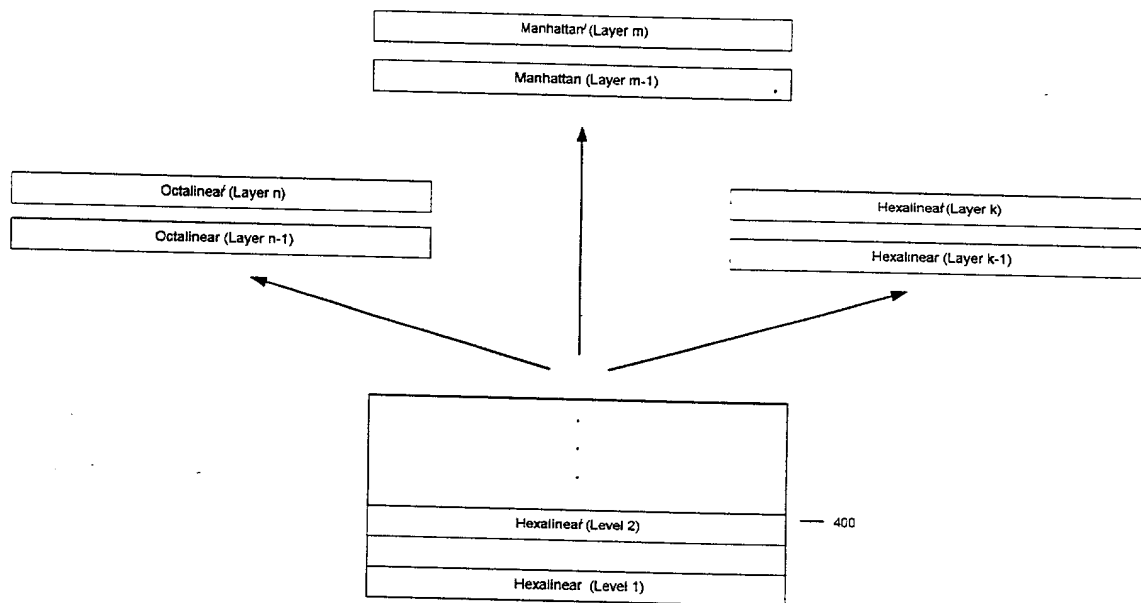 Manhattan' (Layer m)
Manhattan (Layer m-1)
Octalinear' (Layer n)
Octalinear (Layer n-1)
Hexalinear' (Layer k)
Hexalinear (Layer k-1)
Hexalinear' (Level 2)
400
Hexalinear (Level 1)